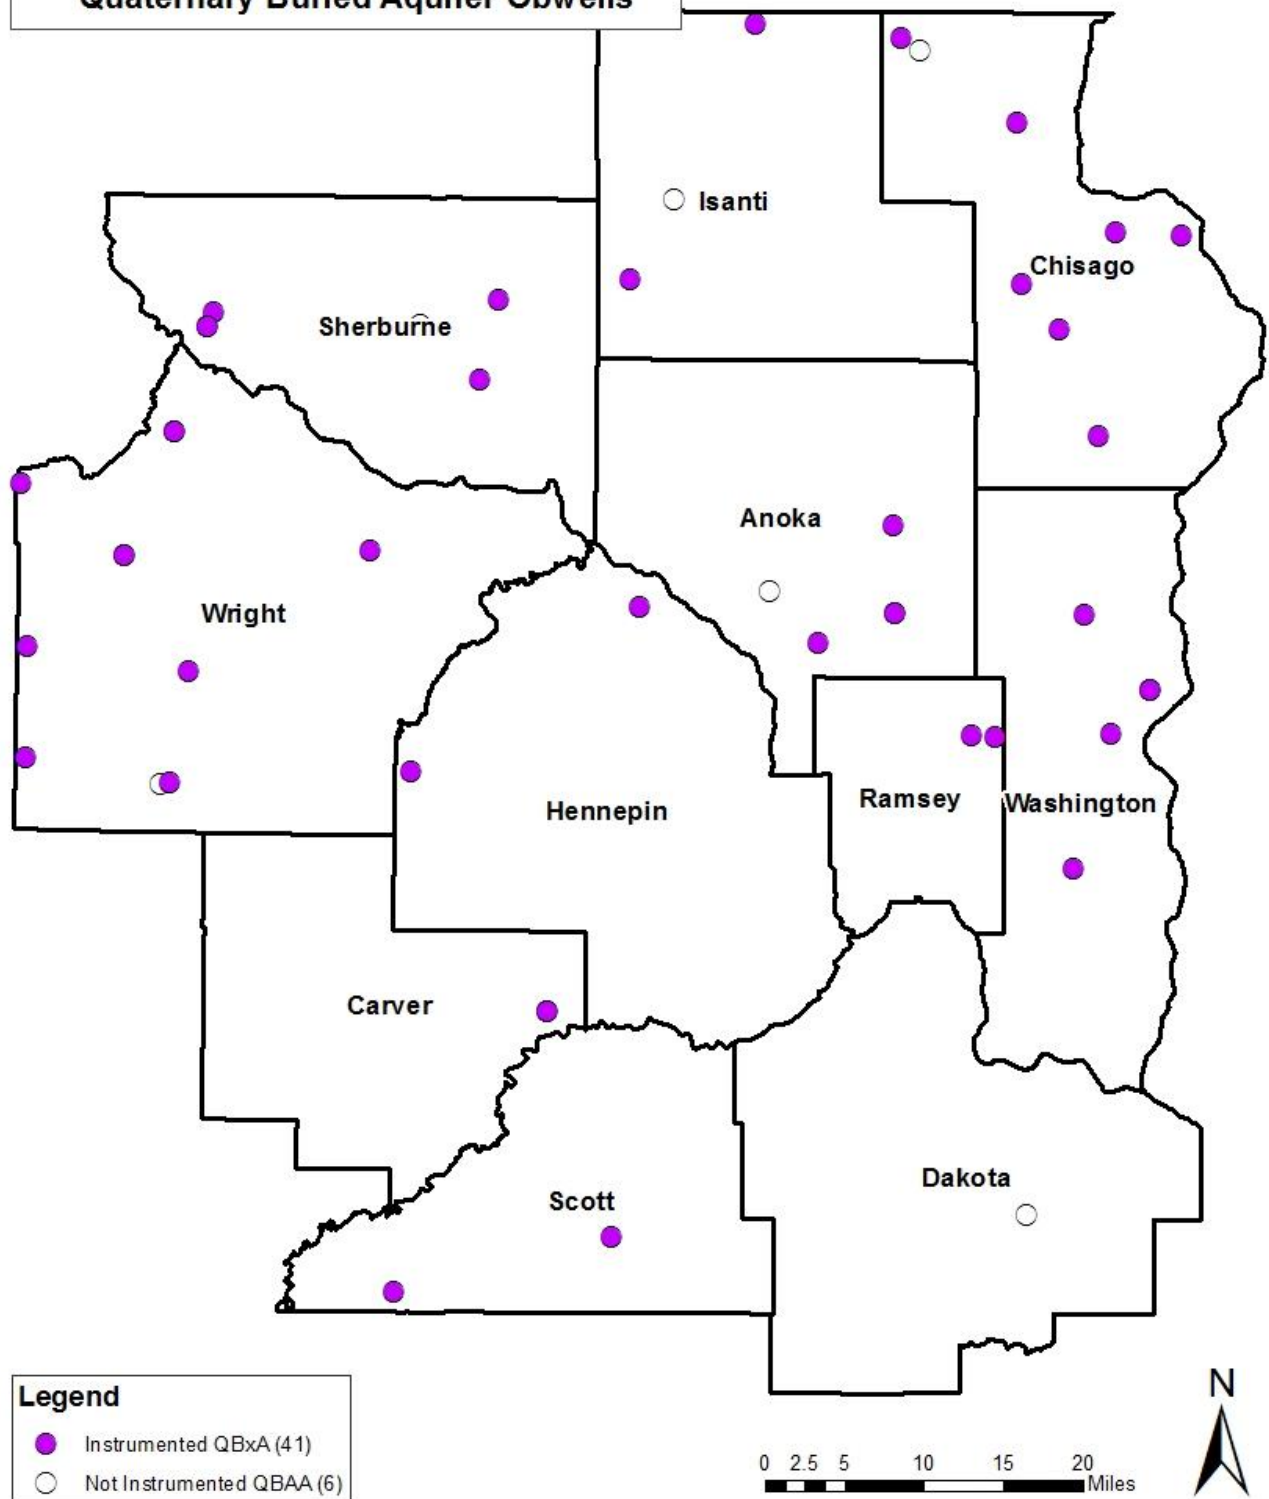 Quaternary Buried Aquifer Obwells
Isanti
Chisago
Sherburne
Anoka
Wright
Hennepin
Ramsey
Washington
Carver
Scott
Dakota
Legend
Instrumented QBxA (41)
Not Instrumented QBAA (6)
N
0 2.5 5 10 15 20
Miles